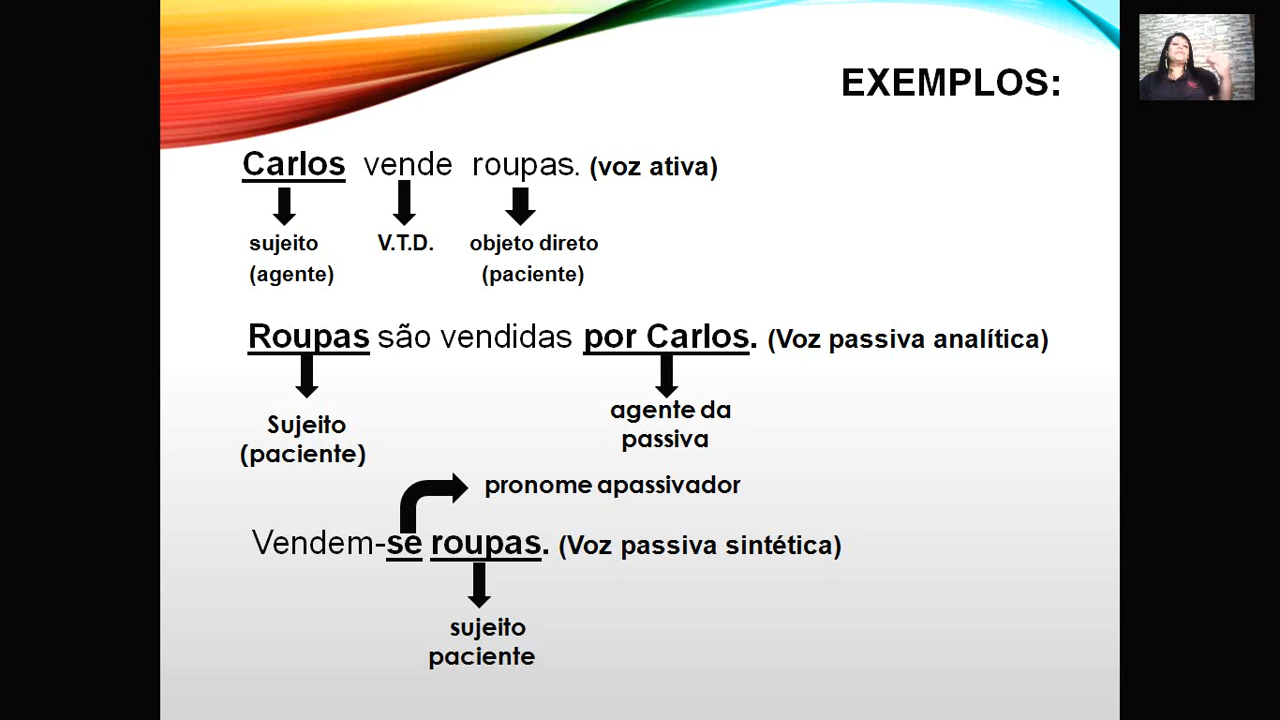 EXEMPLOS:
Carlos vende roupas. (voz ativa)
sujeito V.T.D. objeto direto
(agente) (paciente)
Roupas são vendidas por Carlos. (Voz passiva analítica)
Sujeito
(paciente)
agente da
passiva
pronome apassivador
Vendem-se roupas. (Voz passiva sintética)
sujeito
paciente